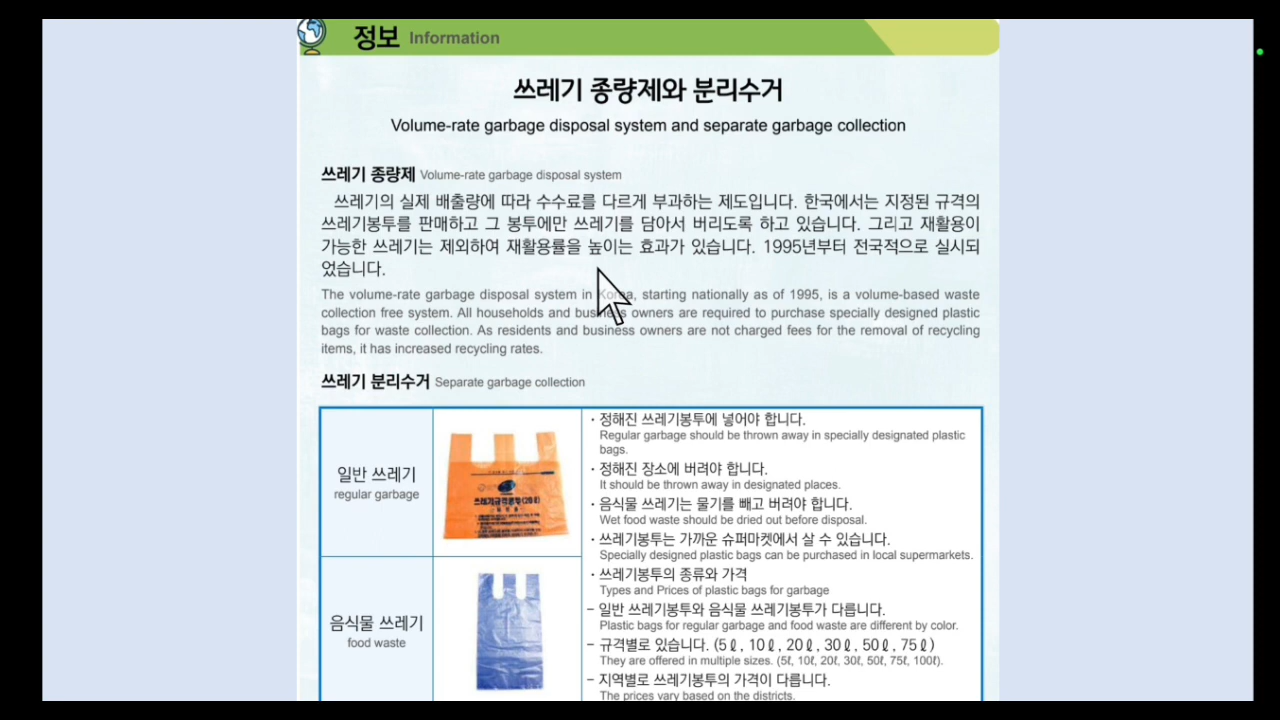 정보 Information
쓰레기 종량제와 분리수거
Volume-rate garbage disposal system and separate garbage collection
쓰레기 종량제 Volume-rate garbage disposal system
쓰레기의 실제 배출량에 따라 수수료를 다르게 부과하는 제도입니다. 한국에서는 지정된 규격의
쓰레기봉투를 판매하고 그 봉투에만 쓰레기를 담아서 버리도록 하고 있습니다. 그리고 재활용이
가능한 쓰레기는 제외하여 재활용률을 높이는 효과가 있습니다. 1995년부터 전국적으로 실시되
었습니다.
The volume-rate garbage disposal system in Korea, starting nationally as of 1995, is a volume-based waste
collection free system. All households and business owners are required to purchase specially designed plastic
bags for waste collection. As residents and business owners are not charged fees for the removal of recycling
items, it has increased recycling rates.
쓰레기 분리수거 Separate garbage collection
일반 쓰레기
regular garbage
쓰레기규격봉투(20ℓ)
· 정해진 쓰레기봉투에 넣어야 합니다.
Regular garbage should be thrown away in specially designated plastic
bags.
· 정해진 장소에 버려야 합니다.
It should be thrown away in designated places.
· 음식물 쓰레기는 물기를 빼고 버려야 합니다.
Wet food waste should be dried out before disposal.
· 쓰레기봉투는 가까운 슈퍼마켓에서 살 수 있습니다.
Specially designed plastic bags can be purchased in local supermarkets.
· 쓰레기봉투의 종류와 가격
Types and Prices of plastic bags for garbage
- 일반 쓰레기봉투와 음식물 쓰레기봉투가 다릅니다.
Plastic bags for regular garbage and food waste are different by color.
- 규격별로 있습니다. (5ℓ, 10ℓ, 20ℓ, 30ℓ, 50ℓ, 75ℓ)
They are offered in multiple sizes. (5ℓ, 10ℓ, 20ℓ, 30ℓ, 50ℓ, 75ℓ, 100ℓ).
- 지역별로 쓰레기봉투의 가격이 다릅니다.
The prices vary based on the districts.
음식물 쓰레기
food waste